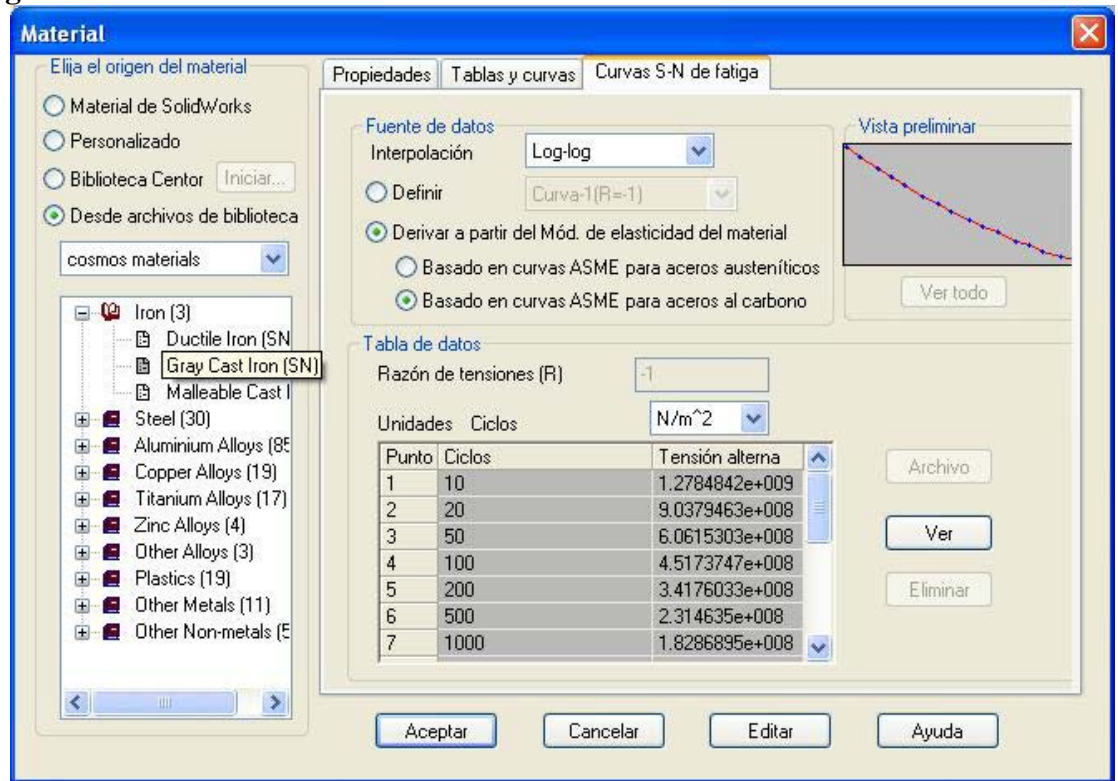 Material
Elija el origen del material
Material de SolidWorks
Personalizado
Biblioteca Centor Iniciar...
Desde archivos de biblioteca
cosmos materials
Iron (3)
Ductile Iron (SN
Gray Cast Iron (SN)
Malleable Cast I
Steel (30)
Aluminium Alloys (85
Copper Alloys (19)
Titanium Alloys (17)
Zinc Alloys (4)
Other Alloys (3)
Plastics (19)
Other Metals (11)
Other Non-metals (5
Propiedades Tablas y curvas Curvas S-N de fatiga
Fuente de datos
Interpolación Log-log
Definir Curva-1(R=-1)
Derivar a partir del Mód. de elasticidad del material
Basado en curvas ASME para aceros austeníticos
Basado en curvas ASME para aceros al carbono
Vista preliminar
Ver todo
Tabla de datos
Razón de tensiones (R) -1
Unidades Ciclos N/m^2
Punto Ciclos Tensión alterna
1 10 1.2784842e+009
2 20 9.0379463e+008
3 50 6.0615303e+008
4 100 4.5173747e+008
5 200 3.4176033e+008
6 500 2.314635e+008
7 1000 1.8286895e+008
Archivo
Ver
Eliminar
Aceptar Cancelar Editar Ayuda